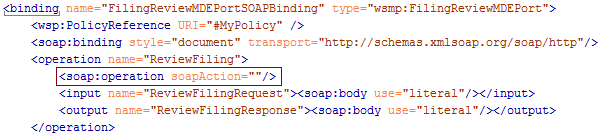 <binding name="FilingReviewMDEPortSOAPBinding" type="wsmp:FilingReviewMDEPort">
<wsp:PolicyReference URI="#MyPolicy" />
<soap:binding style="document" transport="http://schemas.xmlsoap.org/soap/http"/>
<operation name="ReviewFiling">
<soap:operation soapAction=""/>
<input name="ReviewFilingRequest"><soap:body use="literal"/></input>
<output name="ReviewFilingResponse"><soap:body use="literal"/></output>
</operation>